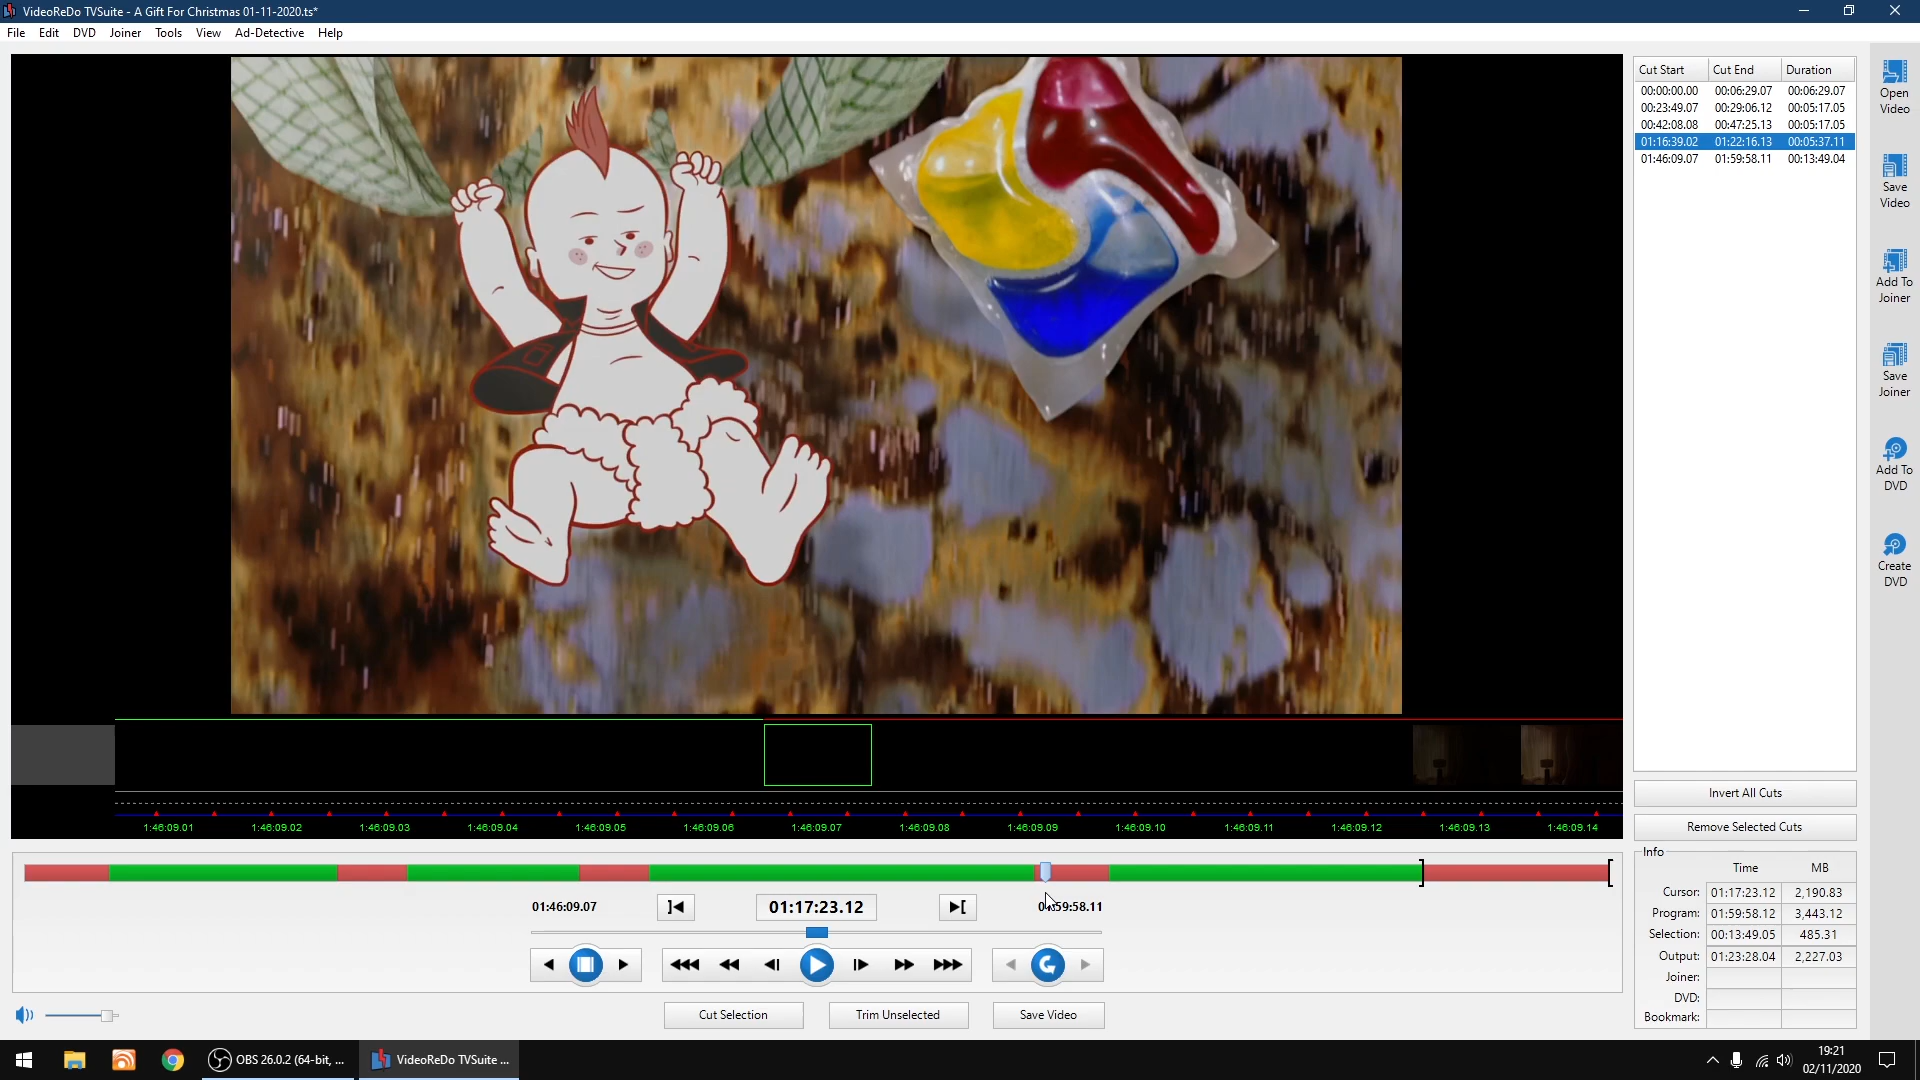 VideoReDo TVSuite - A Gift For Christmas 01-11-2020.ts*
File Edit DVD Joiner Tools View Ad-Detective Help
Cut Start Cut End Duration
00:00:00.00 00:06:29.07 00:06:29.07
00:23:49.07 00:29:06.12 00:05:17.05
00:42:08.08 00:47:25.13 00:05:17.05
01:16:39.02 01:22:16.13 00:05:37.11
01:46:09.07 01:59:58.11 00:13:49.04
Open Video
Save Video
Add To Joiner
Save Joiner
Add To DVD
Create DVD
1:46:09.01 1:46:09.02 1:46:09.03 1:46:09.04 1:46:09.05 1:46:09.06 1:46:09.07 1:46:09.08 1:46:09.09 1:46:09.10 1:46:09.11 1:46:09.12 1:46:09.13 1:46:09.14
Invert All Cuts
Remove Selected Cuts
Info
Time MB
Cursor: 01:17:23.12 2,190.83
Program: 01:59:58.12 3,443.12
Selection: 00:13:49.05 485.31
Output: 01:23:28.04 2,227.03
Joiner:
DVD:
Bookmark:
01:46:09.07 01:17:23.12 01:59:58.11
Cut Selection Trim Unselected Save Video
OBS 26.0.2 (64-bit, ... VideoReDo TVSuite ...
19:21
02/11/2020